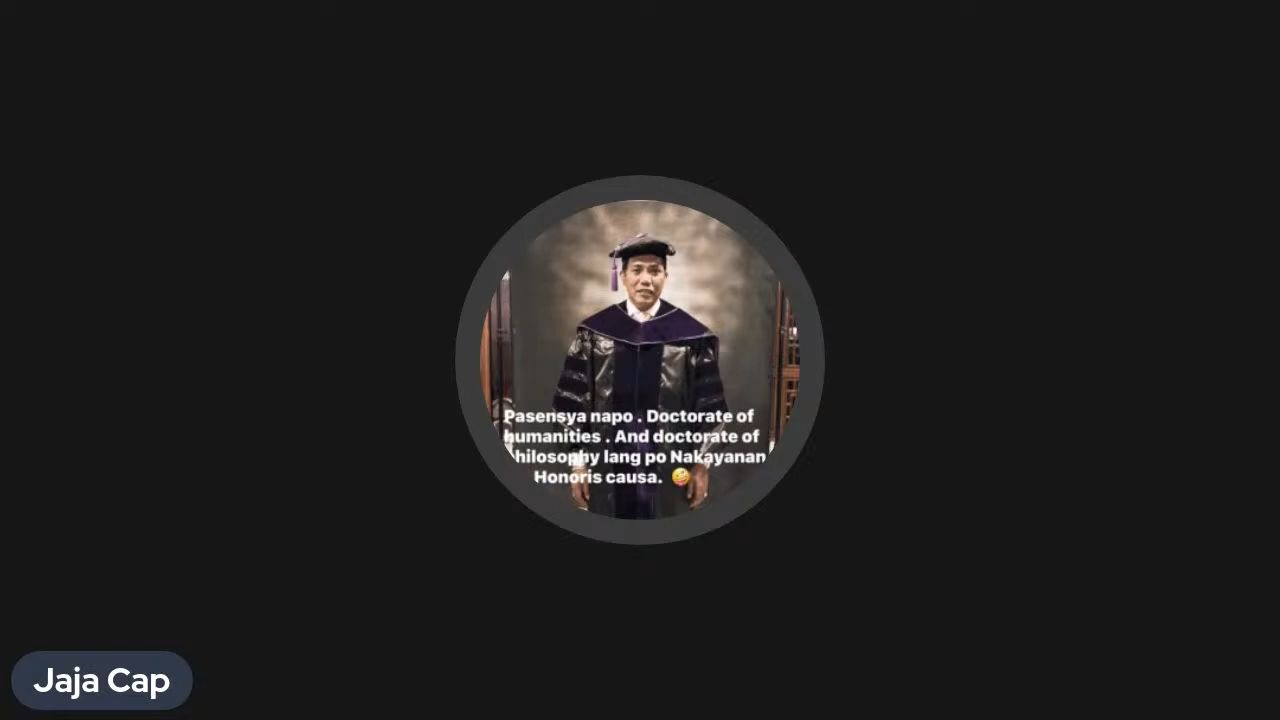 Pasensya napo . Doctorate of
humanities . And doctorate of
hilosophy lang po Nakayanan
Honoris causa. 🤪
Jaja Cap